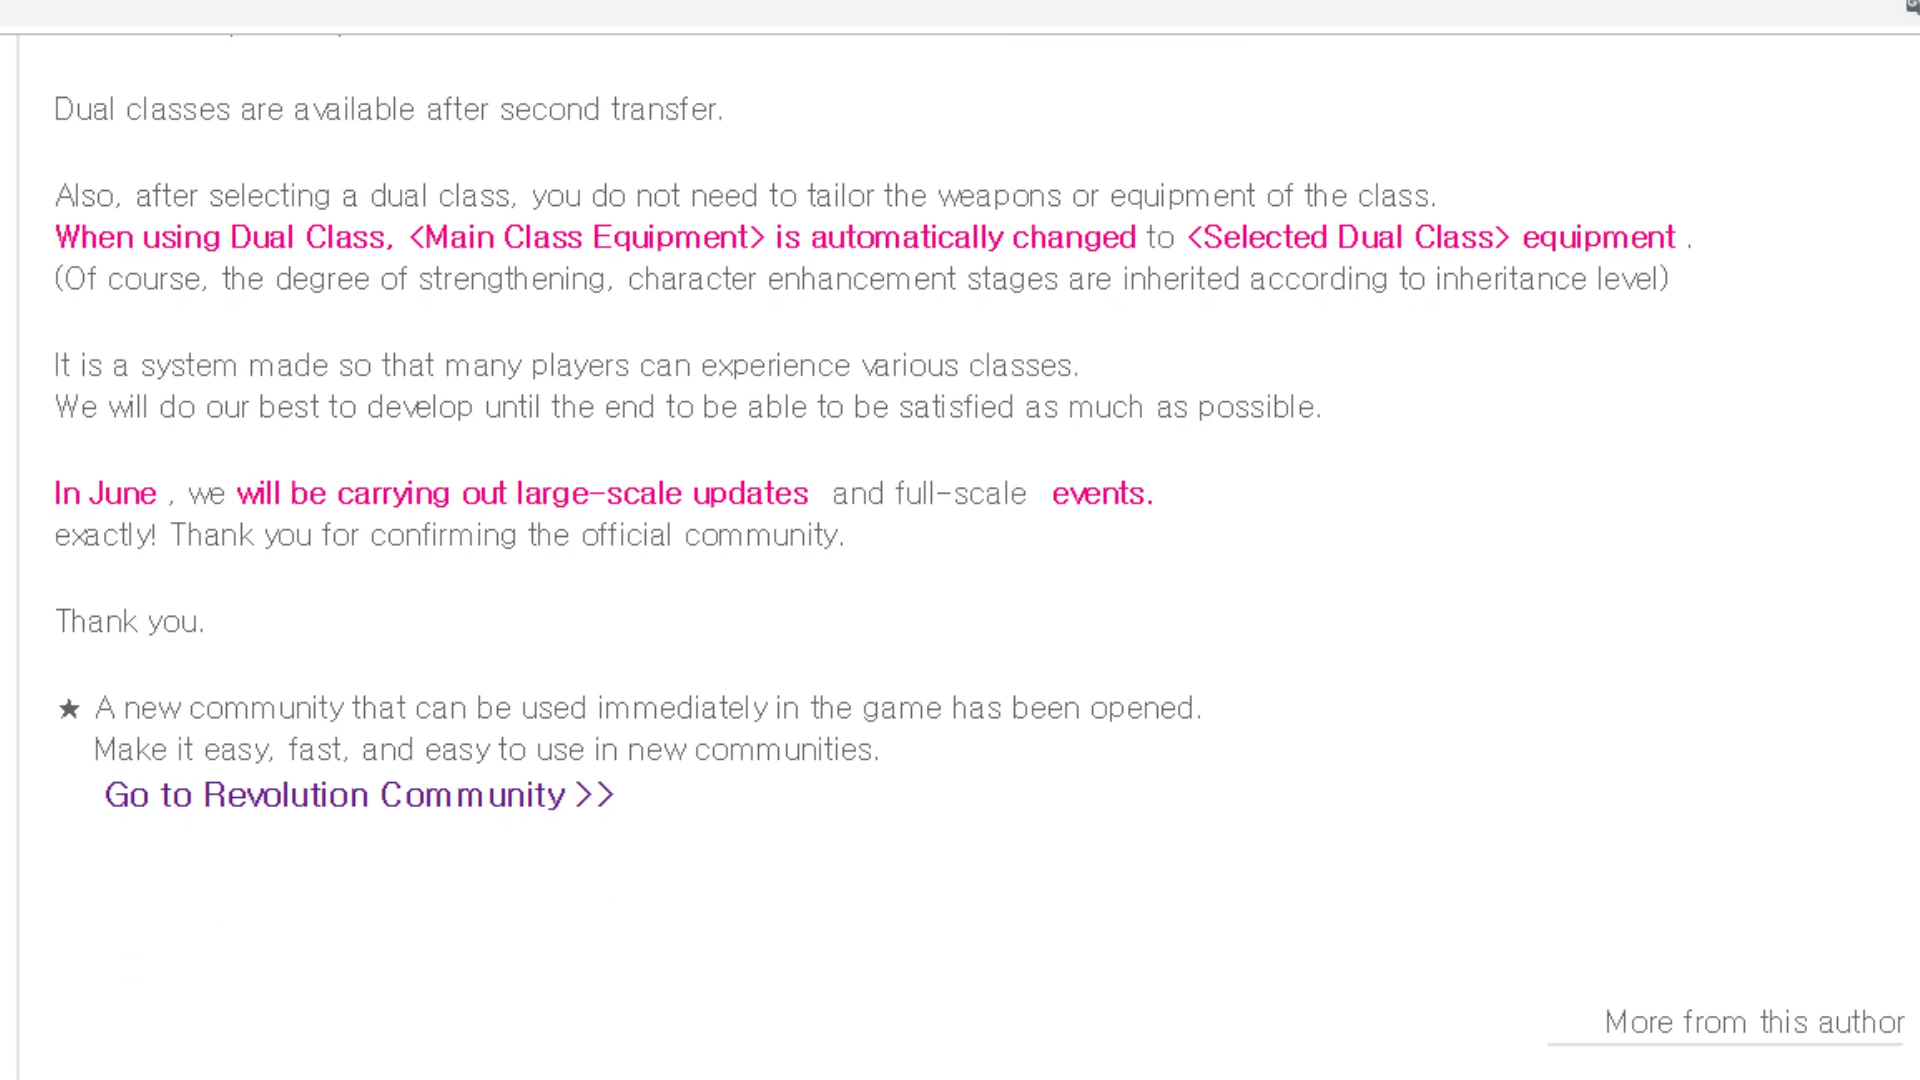 Dual classes are available after second transfer.
Also, after selecting a dual class, you do not need to tailor the weapons or equipment of the class.
When using Dual Class, <Main Class Equipment> is automatically changed to <Selected Dual Class> equipment .
(Of course, the degree of strengthening, character enhancement stages are inherited according to inheritance level)
It is a system made so that many players can experience various classes.
We will do our best to develop until the end to be able to be satisfied as much as possible.
In June , we will be carrying out large-scale updates and full-scale events.
exactly! Thank you for confirming the official community.
Thank you.
★ A new community that can be used immediately in the game has been opened.
Make it easy, fast, and easy to use in new communities.
Go to Revolution Community >>
More from this author